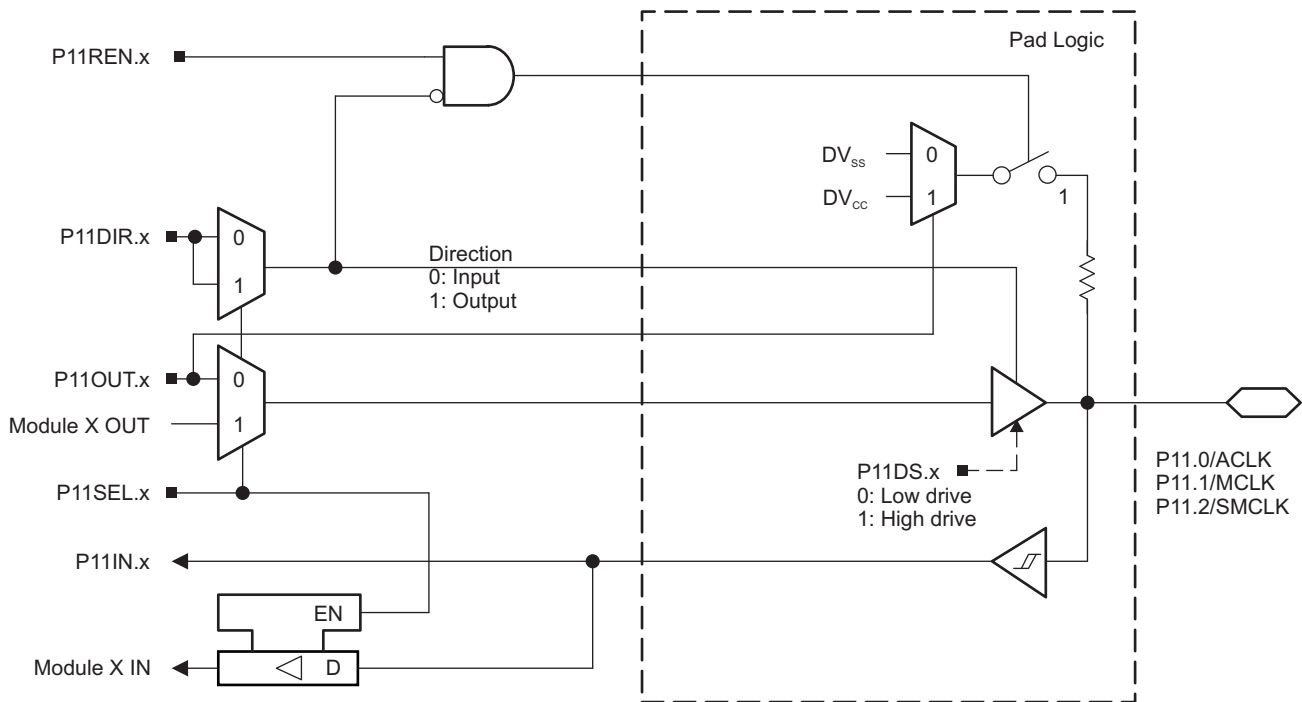 Pad Logic
P11REN.x
DVSS
0
DVCC
1
1
P11DIR.x
0
1
Direction
0: Input
1: Output
P11OUT.x
0
Module X OUT
1
P11SEL.x
P11DS.x
0: Low drive
1: High drive
P11.0/ACLK
P11.1/MCLK
P11.2/SMCLK
P11IN.x
EN
Module X IN
D